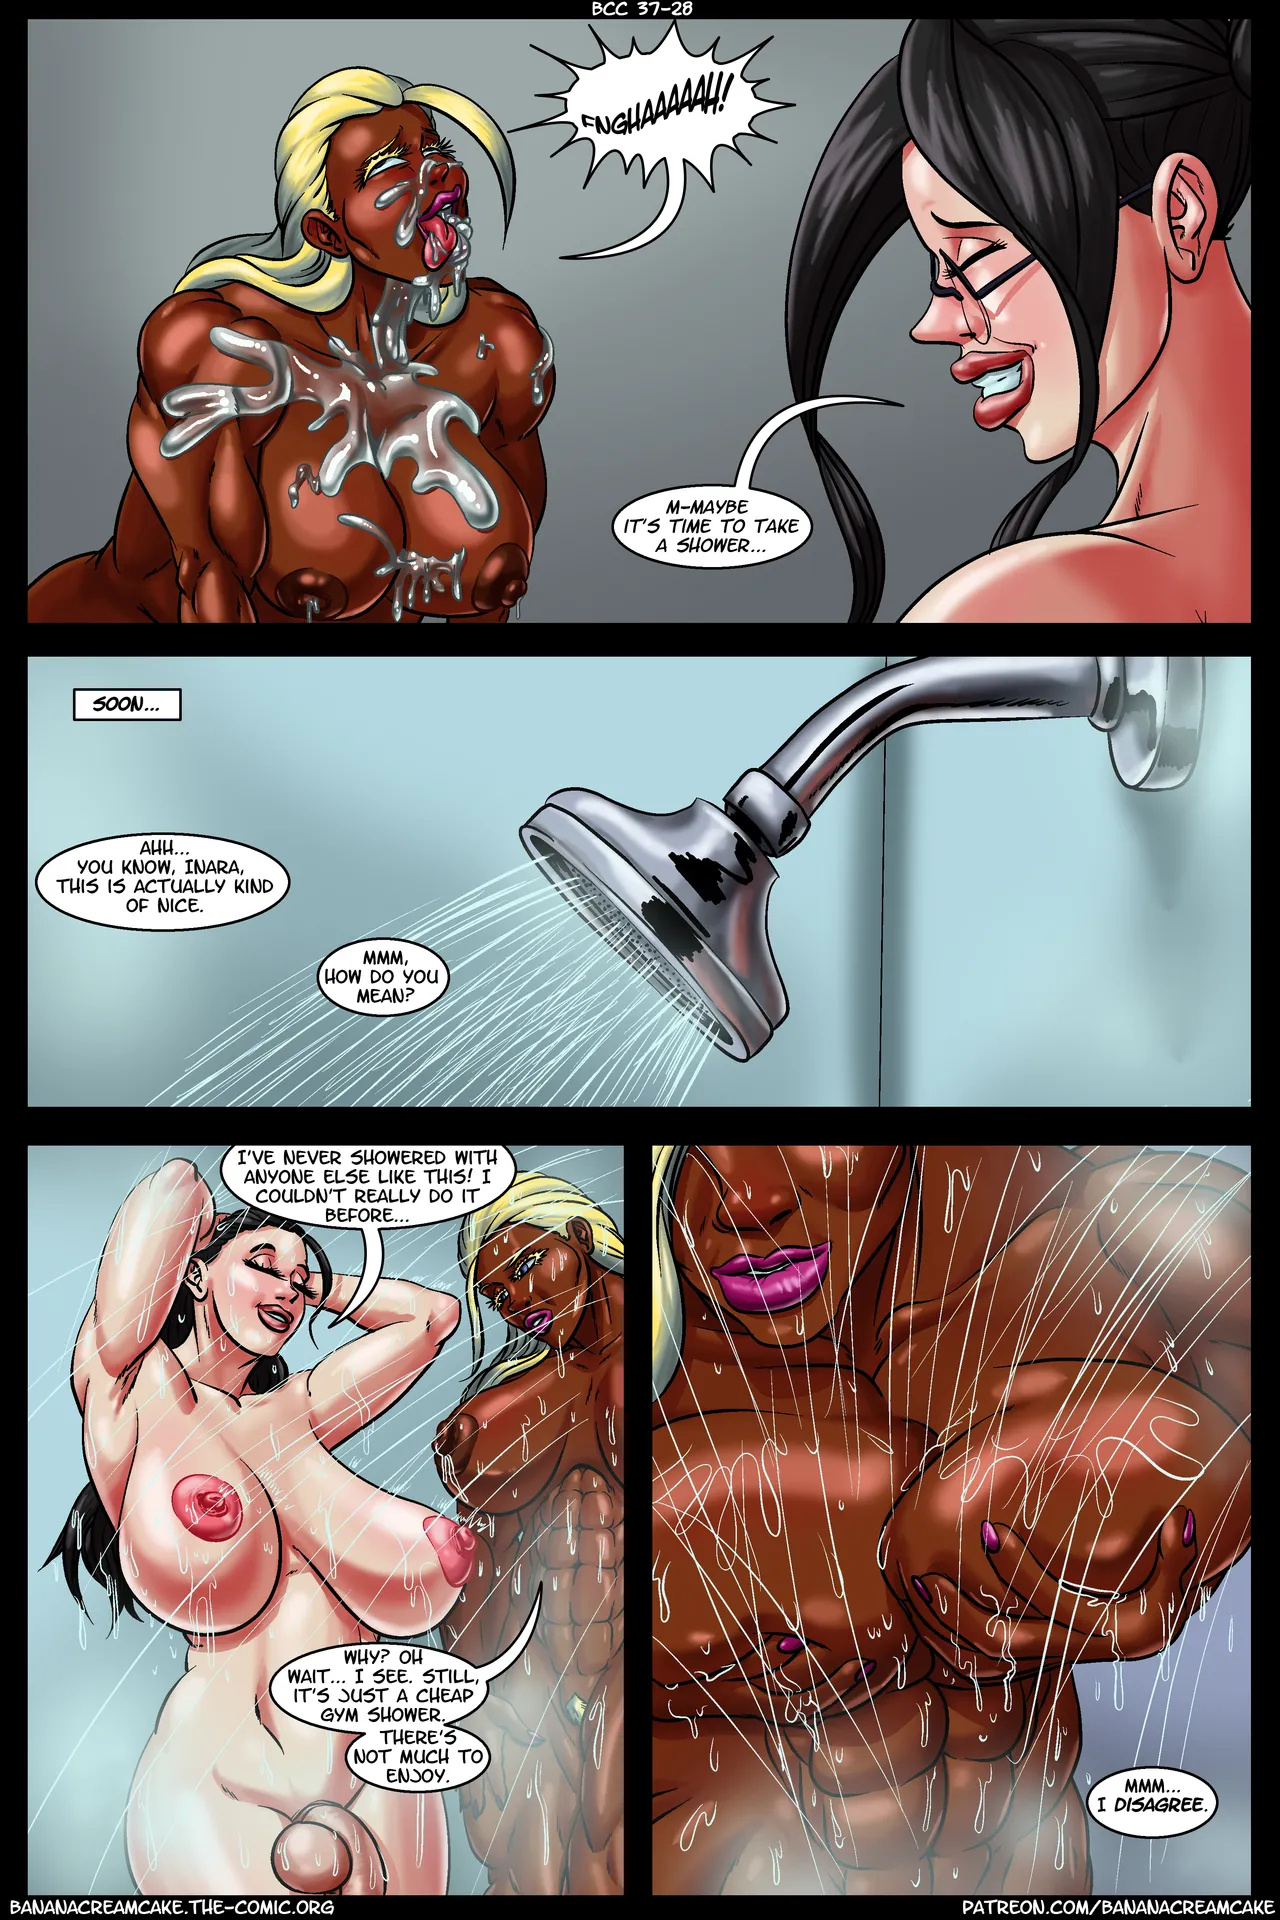 BCC 37-28
FNGHAAAAAH!
M-MAYBE
IT'S TIME TO TAKE
A SHOWER...
SOON...
AHH...
YOU KNOW, INARA,
THIS IS ACTUALLY KIND
OF NICE.
MMM,
HOW DO YOU
MEAN?
I'VE NEVER SHOWERED WITH
ANYONE ELSE LIKE THIS! I
COULDN'T REALLY DO IT
BEFORE...
WHY? OH
WAIT... I SEE. STILL,
IT'S JUST A CHEAP
GYM SHOWER.
THERE'S
NOT MUCH TO
ENJOY.
MMM...
I DISAGREE.
BANANACREAMCAKE.THE-COMIC.ORG
PATREON.COM/BANANACREAMCAKE